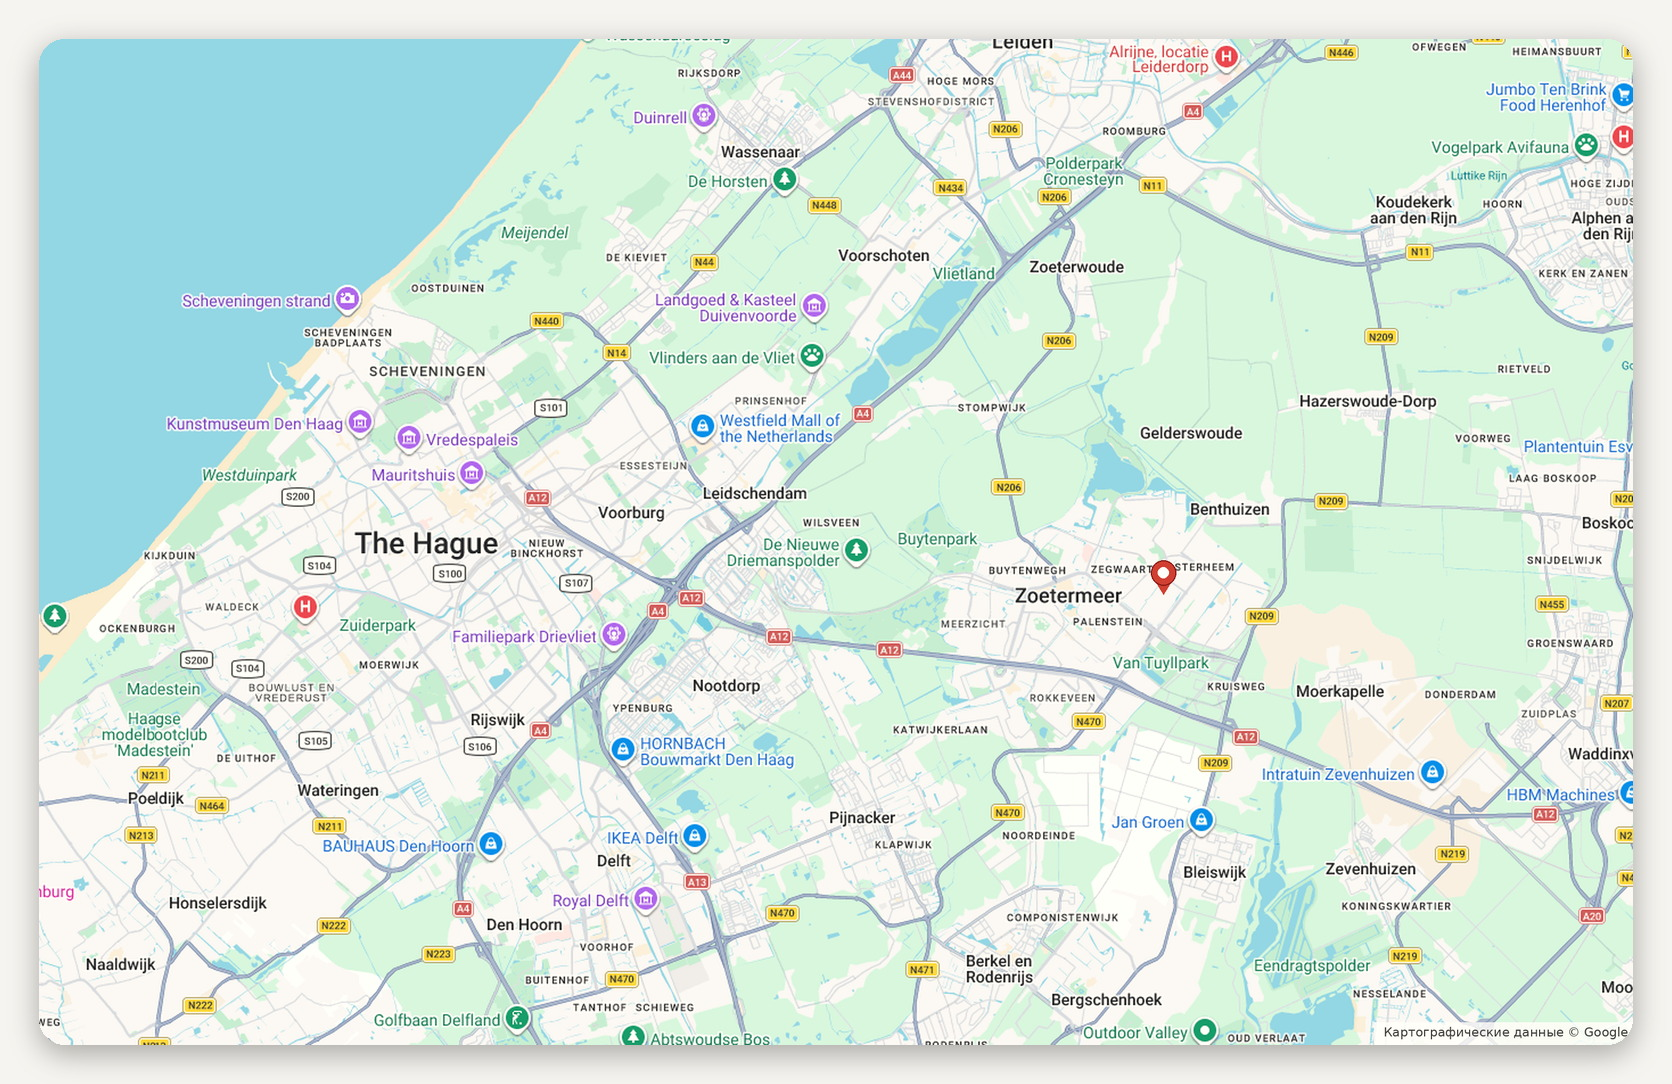 Leiden
Alrijne, locatie
Leiderdorp
N446
OFWEGEN
HEIMANSBUURT
RIJKSDORP
A44
HOGE MORS
STEVENSHOFDISTRICT
Jumbo Ten Brink
Food Herenhof
Duinrell
A4
N206
ROOMBURG
Vogelpark Avifauna
Wassenaar
Polderpark
Cronesteyn
De Horsten
Luttike Rijn
N434
N11
HOGE ZIJD
N206
N448
Koudekerk
aan den Rijn
HOORN
Alphen a
den Rij
Meijendel
DE KIEVIET
Voorschoten
N11
N44
Zoeterwoude
Vlietland
KERK EN ZANEN
OOSTDUINEN
Scheveningen strand
Landgoed & Kasteel
Duivenvoorde
N440
SCHEVENINGEN
BADPLAATS
N14
Vlinders aan de Vliet
N206
N209
SCHEVENINGEN
RIETVELD
PRINSENHOF
S101
A4
STOMPWIJK
Hazerswoude-Dorp
Kunstmuseum Den Haag
Westfield Mall of
the Netherlands
Vredespaleis
Gelderswoude
VOORWEG
Plantentuin Esv
Mauritshuis
Westduinpark
ESSESTEIJN
LAAG BOSKOOP
S200
A12
Leidschendam
N206
N209
Voorburg
Benthuizen
WILSVEEN
Boskoo
The Hague
NIEUW
BINCKHORST
De Nieuwe
Driemanspolder
Buytenpark
KIJKDUIN
SNIJDELWIJK
S104
S100
S107
BUYTENWEGH
ZEGWAART
STERHEEM
Zoetermeer
WALDECK
A12
A4
N455
OCKENBURGH
Zuiderpark
Familiepark Drievliet
A12
MEERZICHT
PALENSTEIN
N209
GROENSWAARD
S200
S104
MOERWIJK
A12
Van Tuyllpark
Madestein
BOUWLUST EN
VREDERUST
Nootdorp
KRUISWEG
Moerkapelle
DONDERDAM
ROKKEVEEN
N207
YPENBURG
Haagse
modelbootclub
'Madestein'
Rijswijk
A4
N470
ZUIDPLAS
S105
S106
KATWIJKERLAAN
A12
HORNBACH
Bouwmarkt Den Haag
DE UITHOF
Waddinxv
N211
N209
Intratuin Zevenhuizen
Poeldijk
N464
Wateringen
HBM Machines
N470
A12
Pijnacker
Jan Groen
N213
N211
BAUHAUS Den Hoorn
IKEA Delft
NOORDEINDE
KLAPWIJK
N219
Delft
Bleiswijk
Zevenhuizen
A13
nburg
Royal Delft
Honselersdijk
A4
N470
COMPONISTENWIJK
KONINGSKWARTIER
A20
N222
Den Hoorn
VOORHOF
N223
Naaldwijk
BUITENHOF
N470
N471
Berkel en
Rodenrijs
Eendragtspolder
N219
N222
TANTHOF
SCHIEWEG
Bergschenhoek
NESSELANDE
Moo
WEG
Golfbaan Delfland
Abtswoudse Bos
Outdoor Valley
OUD VERLAAT
Картографические данные © Google